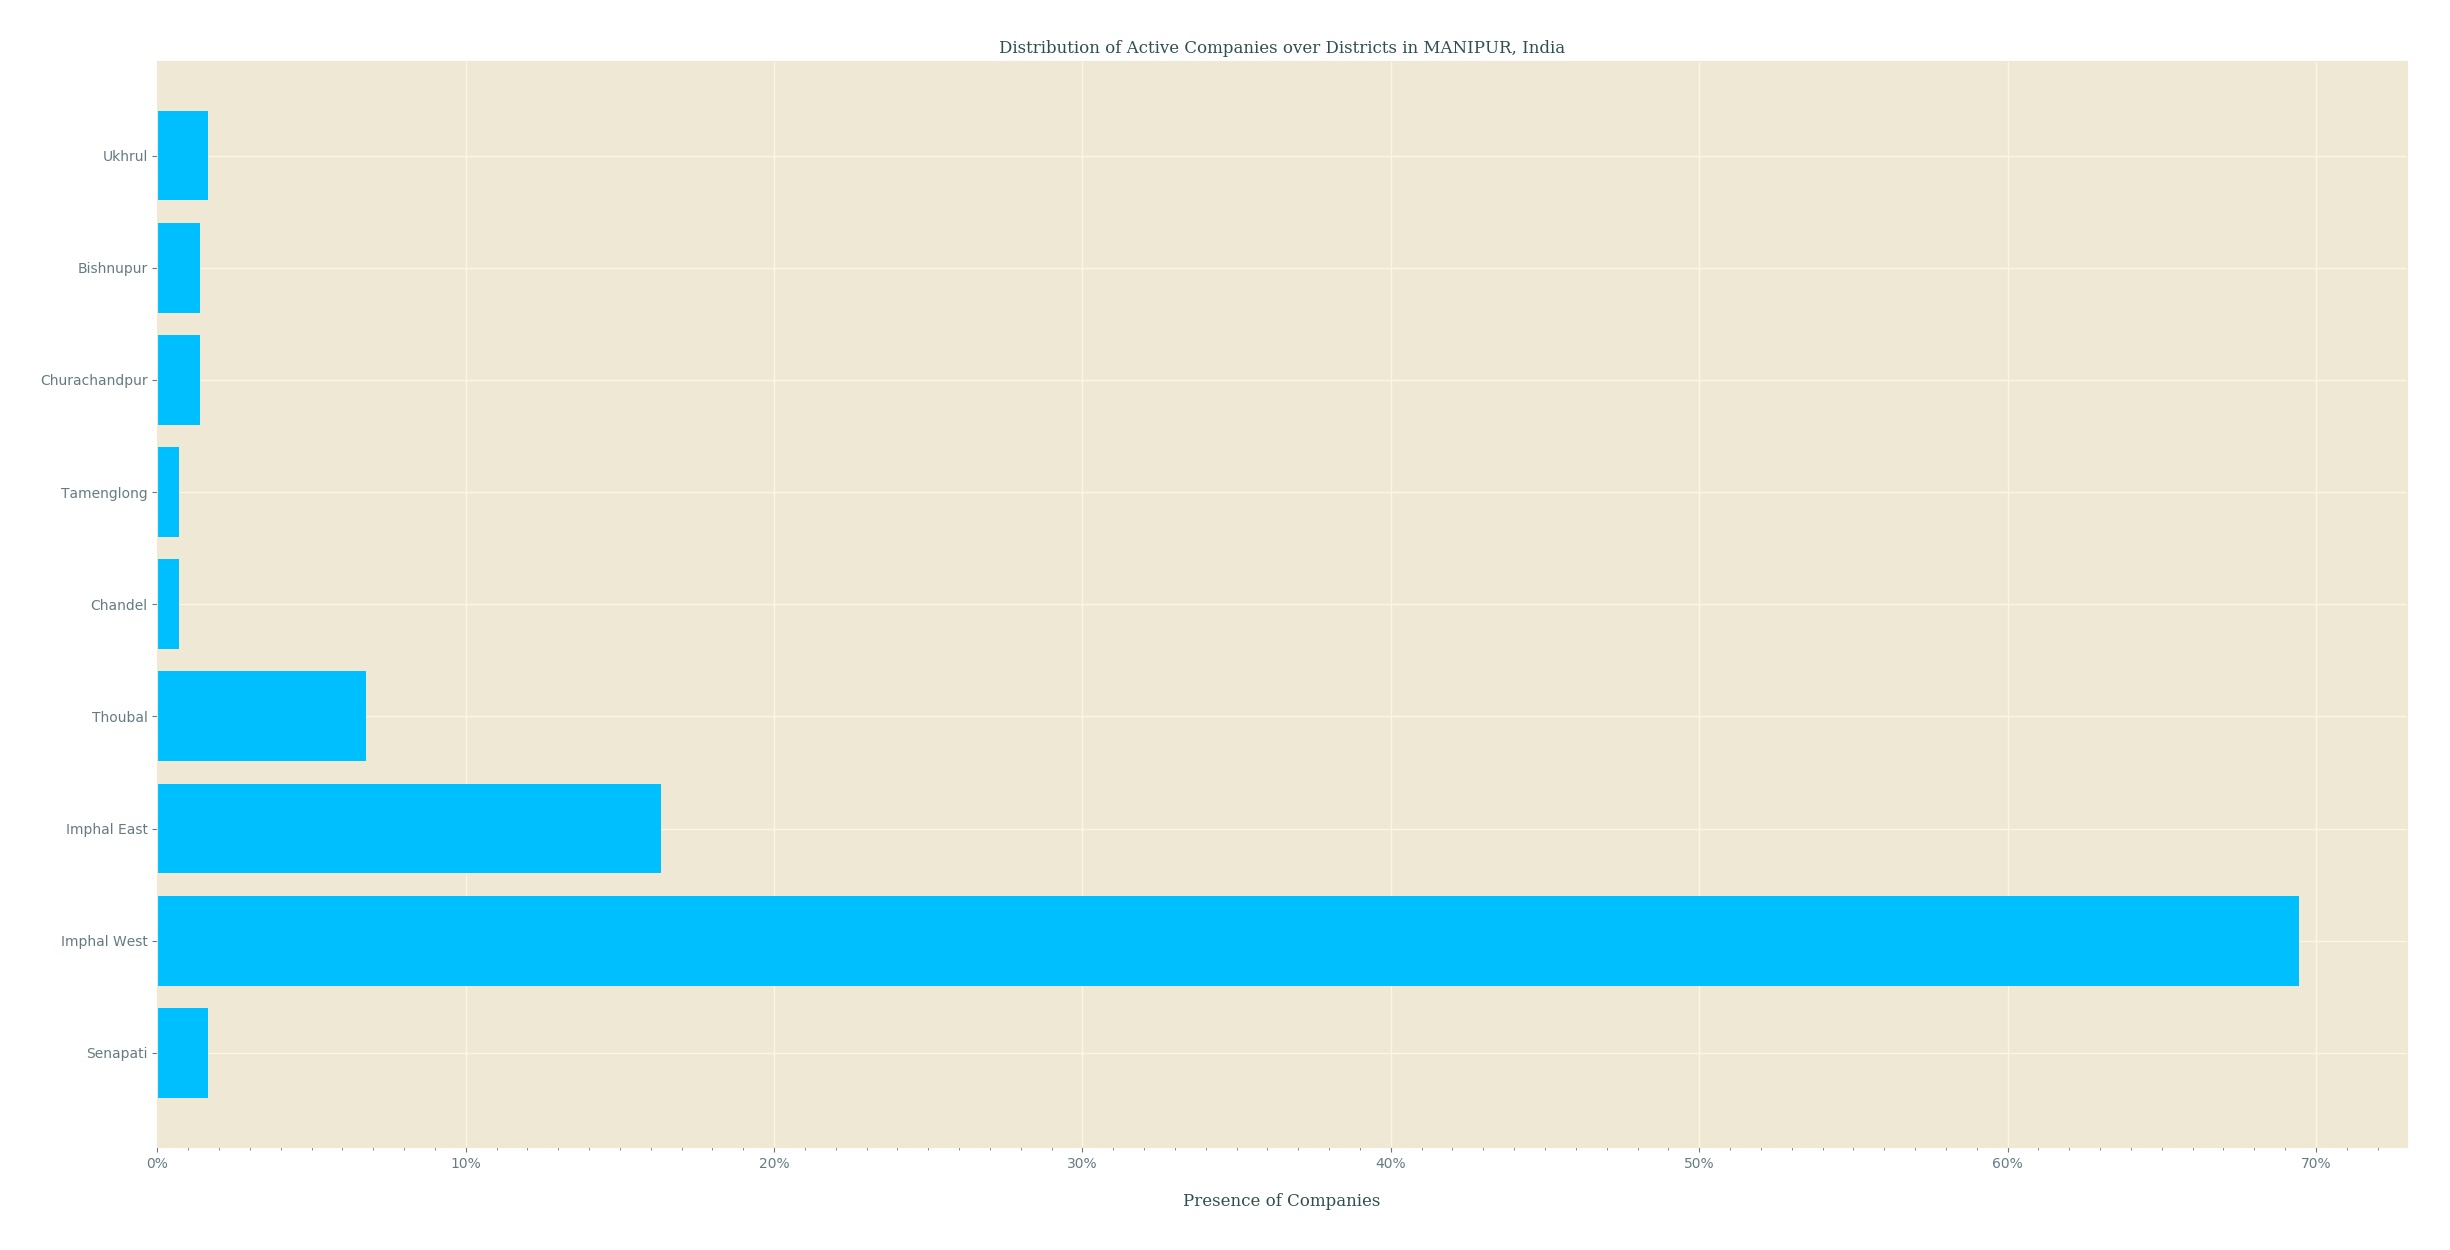 Distribution of Active Companies over Districts in MANIPUR, India
Ukhrul
Bishnupur
Churachandpur
Tamenglong
Chandel
Thoubal
Imphal East
Imphal West
Senapati
0% 10% 20% 30% 40% 50% 60% 70%
Presence of Companies